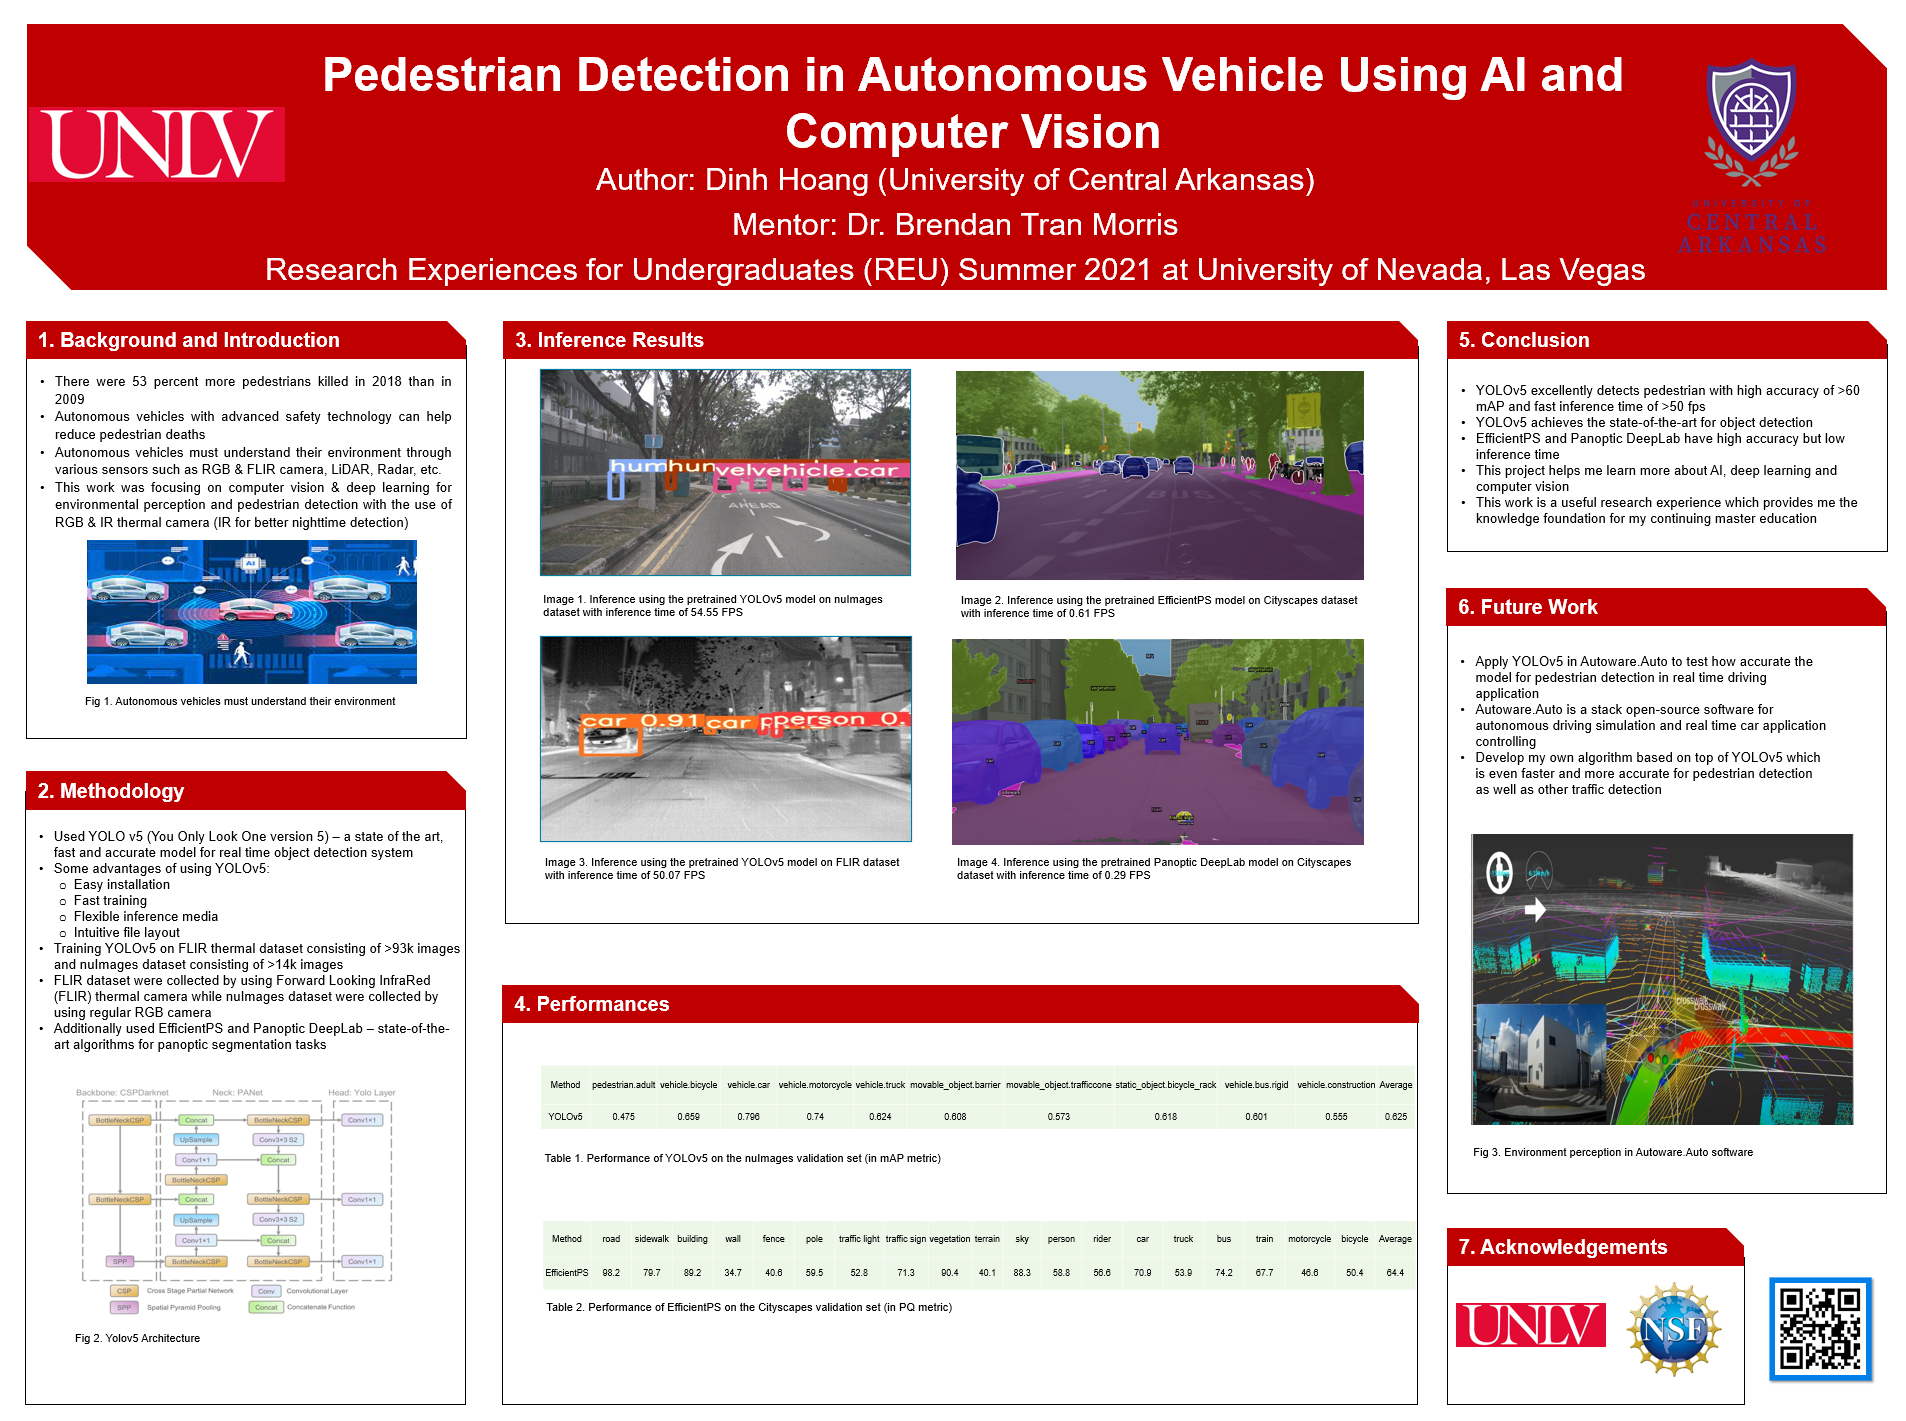 Pedestrian Detection in Autonomous Vehicle Using AI and
Computer Vision
Author: Dinh Hoang (University of Central Arkansas)
Mentor: Dr. Brendan Tran Morris
Research Experiences for Undergraduates (REU) Summer 2021 at University of Nevada, Las Vegas
UNLV
UNIVERSITY OF
CENTRAL
ARKANSAS
1. Background and Introduction
• There were 53 percent more pedestrians killed in 2018 than in
2009
• Autonomous vehicles with advanced safety technology can help
reduce pedestrian deaths
• Autonomous vehicles must understand their environment through
various sensors such as RGB & FLIR camera, LiDAR, Radar, etc.
• This work was focusing on computer vision & deep learning for
environmental perception and pedestrian detection with the use of
RGB & IR thermal camera (IR for better nighttime detection)
AI
Fig 1. Autonomous vehicles must understand their environment
2. Methodology
• Used YOLO v5 (You Only Look One version 5) – a state of the art,
fast and accurate model for real time object detection system
• Some advantages of using YOLOv5:
o Easy installation
o Fast training
o Flexible inference media
o Intuitive file layout
• Training YOLOv5 on FLIR thermal dataset consisting of >93k images
and nuImages dataset consisting of >14k images
• FLIR dataset were collected by using Forward Looking InfraRed
(FLIR) thermal camera while nuImages dataset were collected by
using regular RGB camera
• Additionally used EfficientPS and Panoptic DeepLab – state-of-the-
art algorithms for panoptic segmentation tasks
Backbone: CSPDarknet Neck: PANet Head: Yolo Layer
BottleNeckCSP Concat BottleNeckCSP Conv1×1
UpSample Conv3×3 S2
Conv1×1 Concat
BottleNeckCSP
BottleNeckCSP Concat BottleNeckCSP Conv1×1
UpSample Conv3×3 S2
Conv1×1 Concat
SPP BottleNeckCSP BottleNeckCSP Conv1×1
CSP Cross Stage Partial Network Conv Convolutional Layer
SPP Spatial Pyramid Pooling Concat Concatenate Function
Fig 2. Yolov5 Architecture
3. Inference Results
humhunvelvehicle.car
AHEAD
Image 1. Inference using the pretrained YOLOv5 model on nuImages
dataset with inference time of 54.55 FPS
BUS
Image 2. Inference using the pretrained EfficientPS model on Cityscapes dataset
with inference time of 0.61 FPS
car 0.91 car person 0.
Image 3. Inference using the pretrained YOLOv5 model on FLIR dataset
with inference time of 50.07 FPS
sky
vegetation
vegetation
truck
car
Image 4. Inference using the pretrained Panoptic DeepLab model on Cityscapes
dataset with inference time of 0.29 FPS
4. Performances
Method pedestrian.adult vehicle.bicycle vehicle.car vehicle.motorcycle vehicle.truck movable_object.barrier movable_object.trafficcone static_object.bicycle_rack vehicle.bus.rigid vehicle.construction Average
YOLOv5 0.475 0.659 0.796 0.74 0.624 0.608 0.573 0.618 0.601 0.555 0.625
Table 1. Performance of YOLOv5 on the nuImages validation set (in mAP metric)
Method road sidewalk building wall fence pole traffic light traffic sign vegetation terrain sky person rider car truck bus train motorcycle bicycle Average
EfficientPS 98.2 79.7 89.2 34.7 40.6 59.5 52.8 71.3 90.4 40.1 88.3 58.8 56.6 70.9 53.9 74.2 67.7 46.6 50.4 64.4
Table 2. Performance of EfficientPS on the Cityscapes validation set (in PQ metric)
5. Conclusion
• YOLOv5 excellently detects pedestrian with high accuracy of >60
mAP and fast inference time of >50 fps
• YOLOv5 achieves the state-of-the-art for object detection
• EfficientPS and Panoptic DeepLab have high accuracy but low
inference time
• This project helps me learn more about AI, deep learning and
computer vision
• This work is a useful research experience which provides me the
knowledge foundation for my continuing master education
6. Future Work
• Apply YOLOv5 in Autoware.Auto to test how accurate the
model for pedestrian detection in real time driving
application
• Autoware.Auto is a stack open-source software for
autonomous driving simulation and real time car application
controlling
• Develop my own algorithm based on top of YOLOv5 which
is even faster and more accurate for pedestrian detection
as well as other traffic detection
crosswalk
crosswalk
Fig 3. Environment perception in Autoware.Auto software
7. Acknowledgements
UNLV
NSF